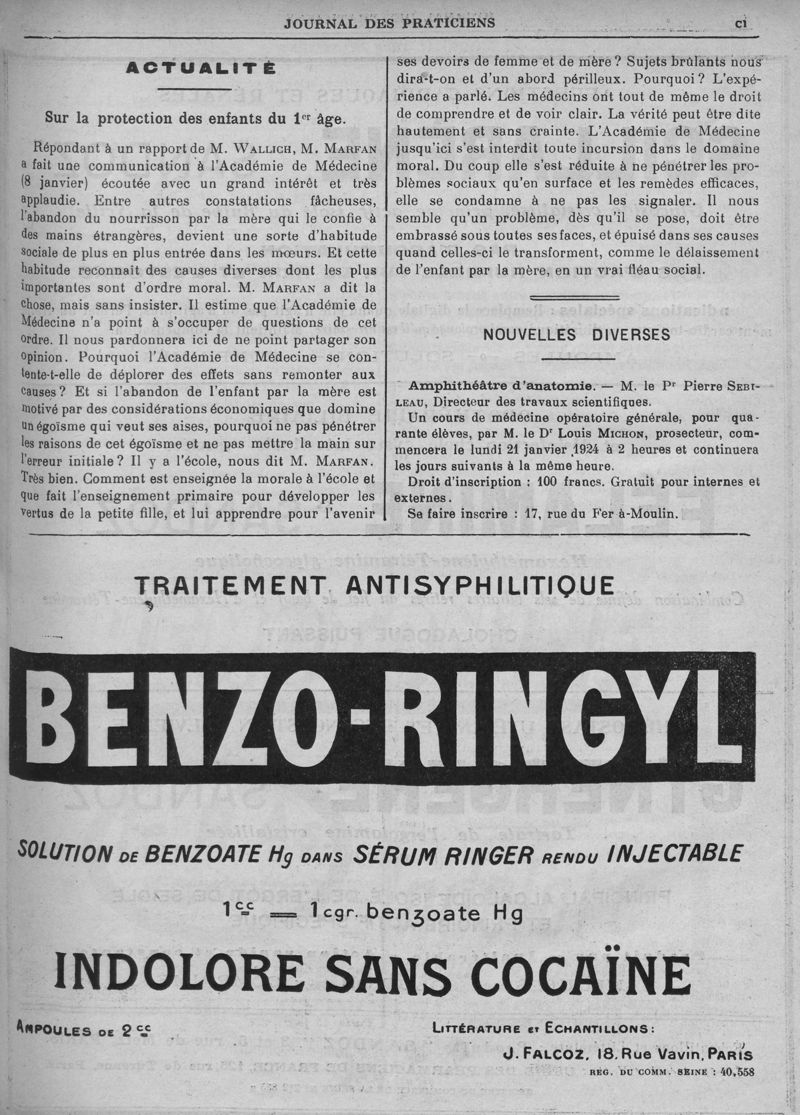 JOURNAL DES PRATICIENS
CI
ACTUALITÉ
Sur la protection des enfants du 1er âge.
Répondant à un rapport de M. WALLICH, M. MARFAN
a fait une communication à l'Académie de Médecine
(8 janvier) écoutée avec un grand intérêt et très
applaudie. Entre autres constatations fâcheuses,
l'abandon du nourrisson par la mère qui le confie à
des mains étrangères, devient une sorte d'habitude
sociale de plus en plus entrée dans les mœurs. Et cette
habitude reconnaît des causes diverses dont les plus
importantes sont d'ordre moral. M. MARFAN a dit la
chose, mais sans insister. Il estime que l'Académie de
Médecine n'a point à s'occuper de questions de cet
ordre. Il nous pardonnera ici de ne point partager son
opinion. Pourquoi l'Académie de Médecine se con-
tente-t-elle de déplorer des effets sans remonter aux
causes ? Et si l'abandon de l'enfant par la mère est
motivé par des considérations économiques que domine
un égoïsme qui veut ses aises, pourquoi ne pas pénétrer
les raisons de cet égoïsme et ne pas mettre la main sur
l'erreur initiale ? Il y a l'école, nous dit M. MARFAN.
Très bien. Comment est enseignée la morale à l'école et
que fait l'enseignement primaire pour développer les
vertus de la petite fille, et lui apprendre pour l'avenir
ses devoirs de femme et de mère ? Sujets brûlants nous
dira-t-on et d'un abord périlleux. Pourquoi ? L'expé-
rience a parlé. Les médecins ont tout de même le droit
de comprendre et de voir clair. La vérité peut être dite
hautement et sans crainte. L'Académie de Médecine
jusqu'ici s'est interdit toute incursion dans le domaine
moral. Du coup elle s'est réduite à ne pénétrer les pro-
blèmes sociaux qu'en surface et les remèdes efficaces,
elle se condamne à ne pas les signaler. Il nous
semble qu'un problème, dès qu'il se pose, doit être
embrassé sous toutes ses faces, et épuisé dans ses causes
quand celles-ci le transforment, comme le délaissement
de l'enfant par la mère, en un vrai fléau social.
NOUVELLES DIVERSES
Amphithéâtre d'anatomie. — M. le Pr Pierre SEBI-
LEAU, Directeur des travaux scientifiques.
Un cours de médecine opératoire générale, pour qua-
rante élèves, par M. le Dr Louis MICHON, prosecteur, com-
mencera le lundi 21 janvier 1924 à 2 heures et continuera
les jours suivants à la même heure.
Droit d'inscription : 100 francs. Gratuit pour internes et
externes.
Se faire inscrire : 17, rue du Fer à-Moulin.
TRAITEMENT ANTISYPHILITIQUE
BENZO-RINGYL
SOLUTION DE BENZOATE Hg DANS SÉRUM RINGER RENDU INJECTABLE
1cc = 1cgr. benzoate Hg
INDOLORE SANS COCAÏNE
AMPOULES DE 2cc
LITTÉRATURE ET ECHANTILLONS :
J. FALCOZ, 18, Rue Vavin, PARIS
REG. DU COMM. SEINE : 40,558